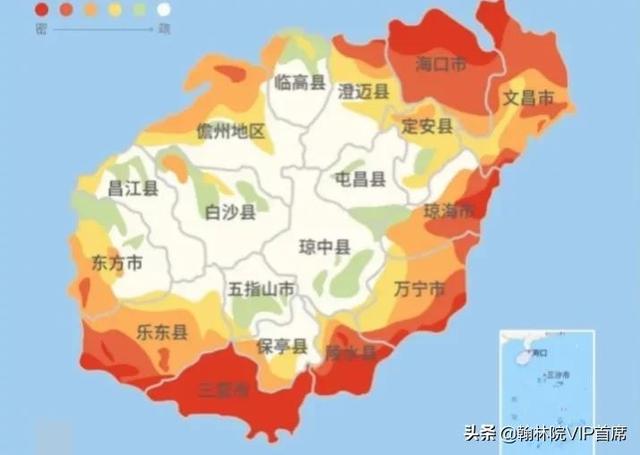 密 疏
海口市
临高县
澄迈县
文昌市
定安县
儋州地区
屯昌县
昌江县
白沙县
琼海市
琼中县
东方市
五指山市
万宁市
乐东县
保亭县
陵水县
三亚市
海口
三沙市
头条 @翰林院VIP首席